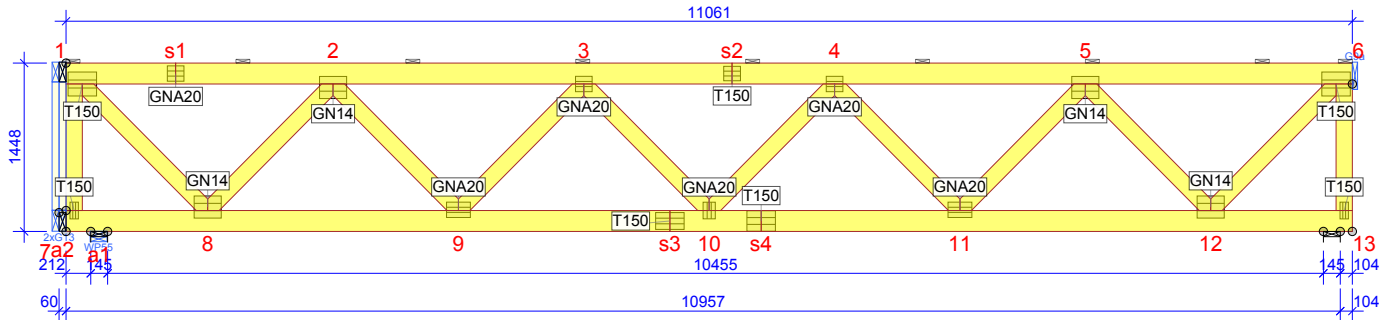 11061
1 s1 2 3 s2 4 5 6
GNA20 T150
T150 GN14 GNA20 GNA20 GN14 T150
1448
T150 GN14 GNA20 GNA20 T150 GNA20 GN14 T150
T150
2xG13
WP55
7a2 a1 8 9 s3 10 s4 11 12 13
212 145 10455 145 104
60 10957 104